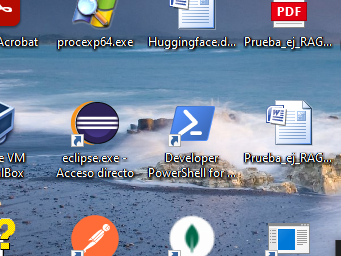 Acrobat
procexp64.exe
Huggingface.d...
PDF
Prueba_ej_RAG...
e VM
lBox
eclipse.exe -
Acceso directo
Developer
PowerShell for ...
Prueba_ej_RAG...